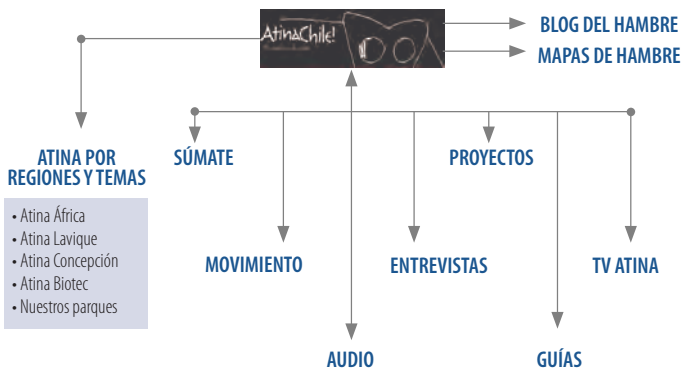 AtinaChile!
BLOG DEL HAMBRE
MAPAS DE HAMBRE
ATINA POR
REGIONES Y TEMAS
• Atina África
• Atina Lavique
• Atina Concepción
• Atina Biotec
• Nuestros parques
SÚMATE
PROYECTOS
MOVIMIENTO
ENTREVISTAS
TV ATINA
AUDIO
GUÍAS